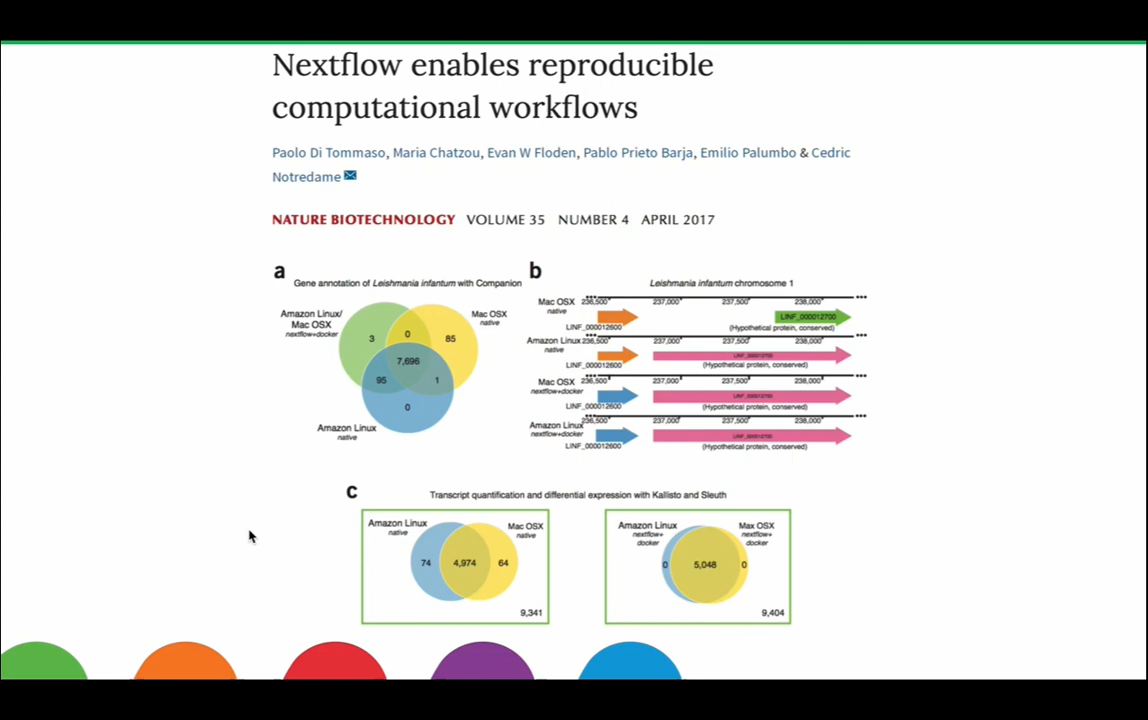 Nextflow enables reproducible
computational workflows
Paolo Di Tommaso, Maria Chatzou, Evan W Floden, Pablo Prieto Barja, Emilio Palumbo & Cedric
Notredame
NATURE BIOTECHNOLOGY VOLUME 35 NUMBER 4 APRIL 2017
a
Gene annotation of Leishmania infantum with Companion
Amazon Linux/
Mac OSX
nextflow+docker
Mac OSX
native
3
0
85
7,696
95
1
0
Amazon Linux
native
b
Leishmania infantum chromosome 1
Mac OSX
native
236,500 237,000 237,500 238,000
LINF_000012700
LINF_000012600
(Hypothetical protein, conserved)
Amazon Linux
native
236,500 237,000 237,500 238,000
LINF_000012700
LINF_000012600
(Hypothetical protein, conserved)
Mac OSX
nextflow+docker
236,500 237,000 237,500 238,000
LINF_000012700
LINF_000012600
(Hypothetical protein, conserved)
Amazon Linux
nextflow+docker
236,500 237,000 237,500 238,000
LINF_000012700
LINF_000012600
(Hypothetical protein, conserved)
c
Transcript quantification and differential expression with Kallisto and Sleuth
Amazon Linux
native
Mac OSX
native
74
4,974
64
9,341
Amazon Linux
nextflow+
docker
Max OSX
nextflow+
docker
0
5,048
0
9,404